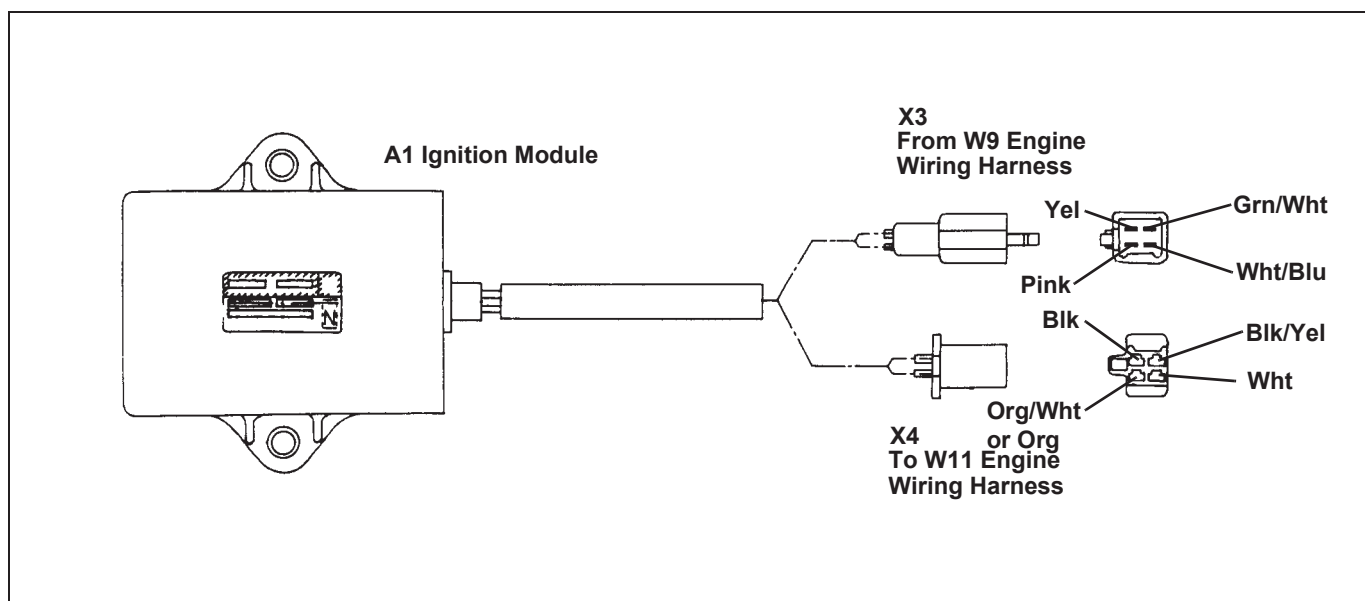 A1 Ignition Module
X3
From W9 Engine
Wiring Harness
Yel
Grn/Wht
Pink
Wht/Blu
Blk
Blk/Yel
Wht
Org/Wht
or Org
X4
To W11 Engine
Wiring Harness